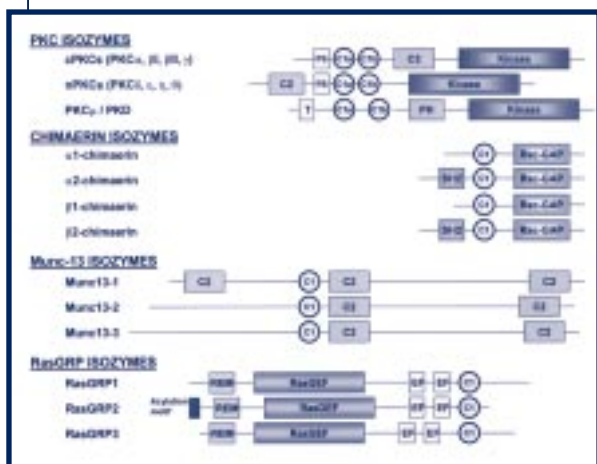 PKC ISOZYMES
cPKCs (PKCα, βI, βII, γ)
PS C1a C1b C2 Kinase
nPKCs (PKCδ, ε, η, θ)
C2 PS C1a C1b Kinase
PKCμ / PKD
T C1a C1b PH Kinase
CHIMAERIN ISOZYMES
α1-chimaerin
C1 Rac-GAP
α2-chimaerin
SH2 C1 Rac-GAP
β1-chimaerin
C1 Rac-GAP
β2-chimaerin
SH2 C1 Rac-GAP
Munc-13 ISOZYMES
Munc13-1
C2 C1 C2 C2
Munc13-2
C1 C2 C2
Munc13-3
C1 C2 C2
RasGRP ISOZYMES
RasGRP1
REM RasGEF EF EF C1
RasGRP2
Acylation
motif
REM RasGEF EF EF C1
RasGRP3
REM RasGEF EF EF C1